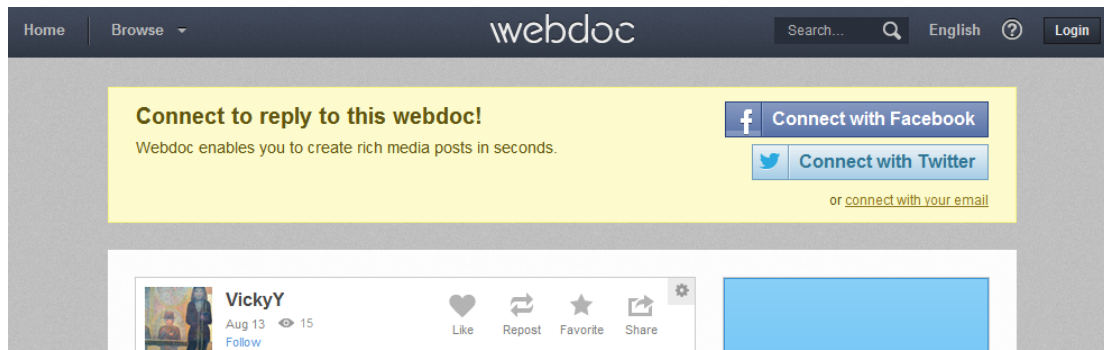 Home Browse webdoc Search... English ? Login
Connect to reply to this webdoc!
Webdoc enables you to create rich media posts in seconds.
f Connect with Facebook
Connect with Twitter
or connect with your email
VickyY
Aug 13 15
Follow
Like Repost Favorite Share